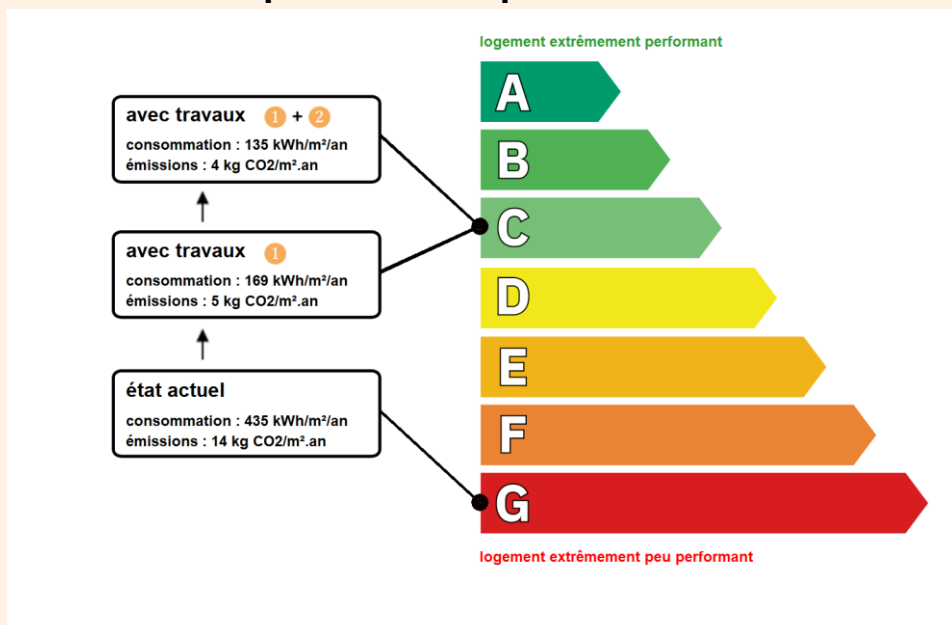 logement extrêmement performant
avec travaux 1 + 2
consommation : 135 kWh/m²/an
émissions : 4 kg CO2/m².an
avec travaux 1
consommation : 169 kWh/m²/an
émissions : 5 kg CO2/m².an
état actuel
consommation : 435 kWh/m²/an
émissions : 14 kg CO2/m².an
A
B
C
D
E
F
G
logement extrêmement peu performant